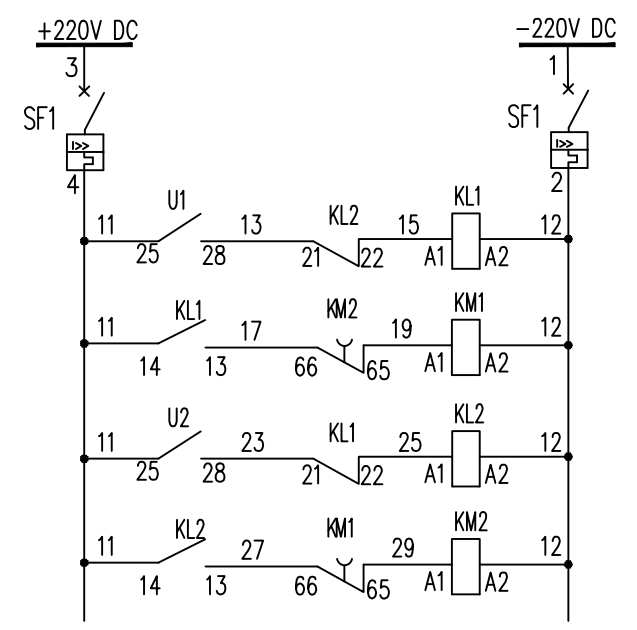 +220V DC
-220V DC
3
1
SF1
SF1
I>>
I>>
4
2
U1
KL2
KL1
11
13
15
12
25
28
21
22
A1
A2
KL1
KM2
KM1
11
17
19
12
14
13
66
65
A1
A2
U2
KL1
KL2
11
23
25
12
25
28
21
22
A1
A2
KL2
KM1
KM2
11
27
29
12
14
13
66
65
A1
A2